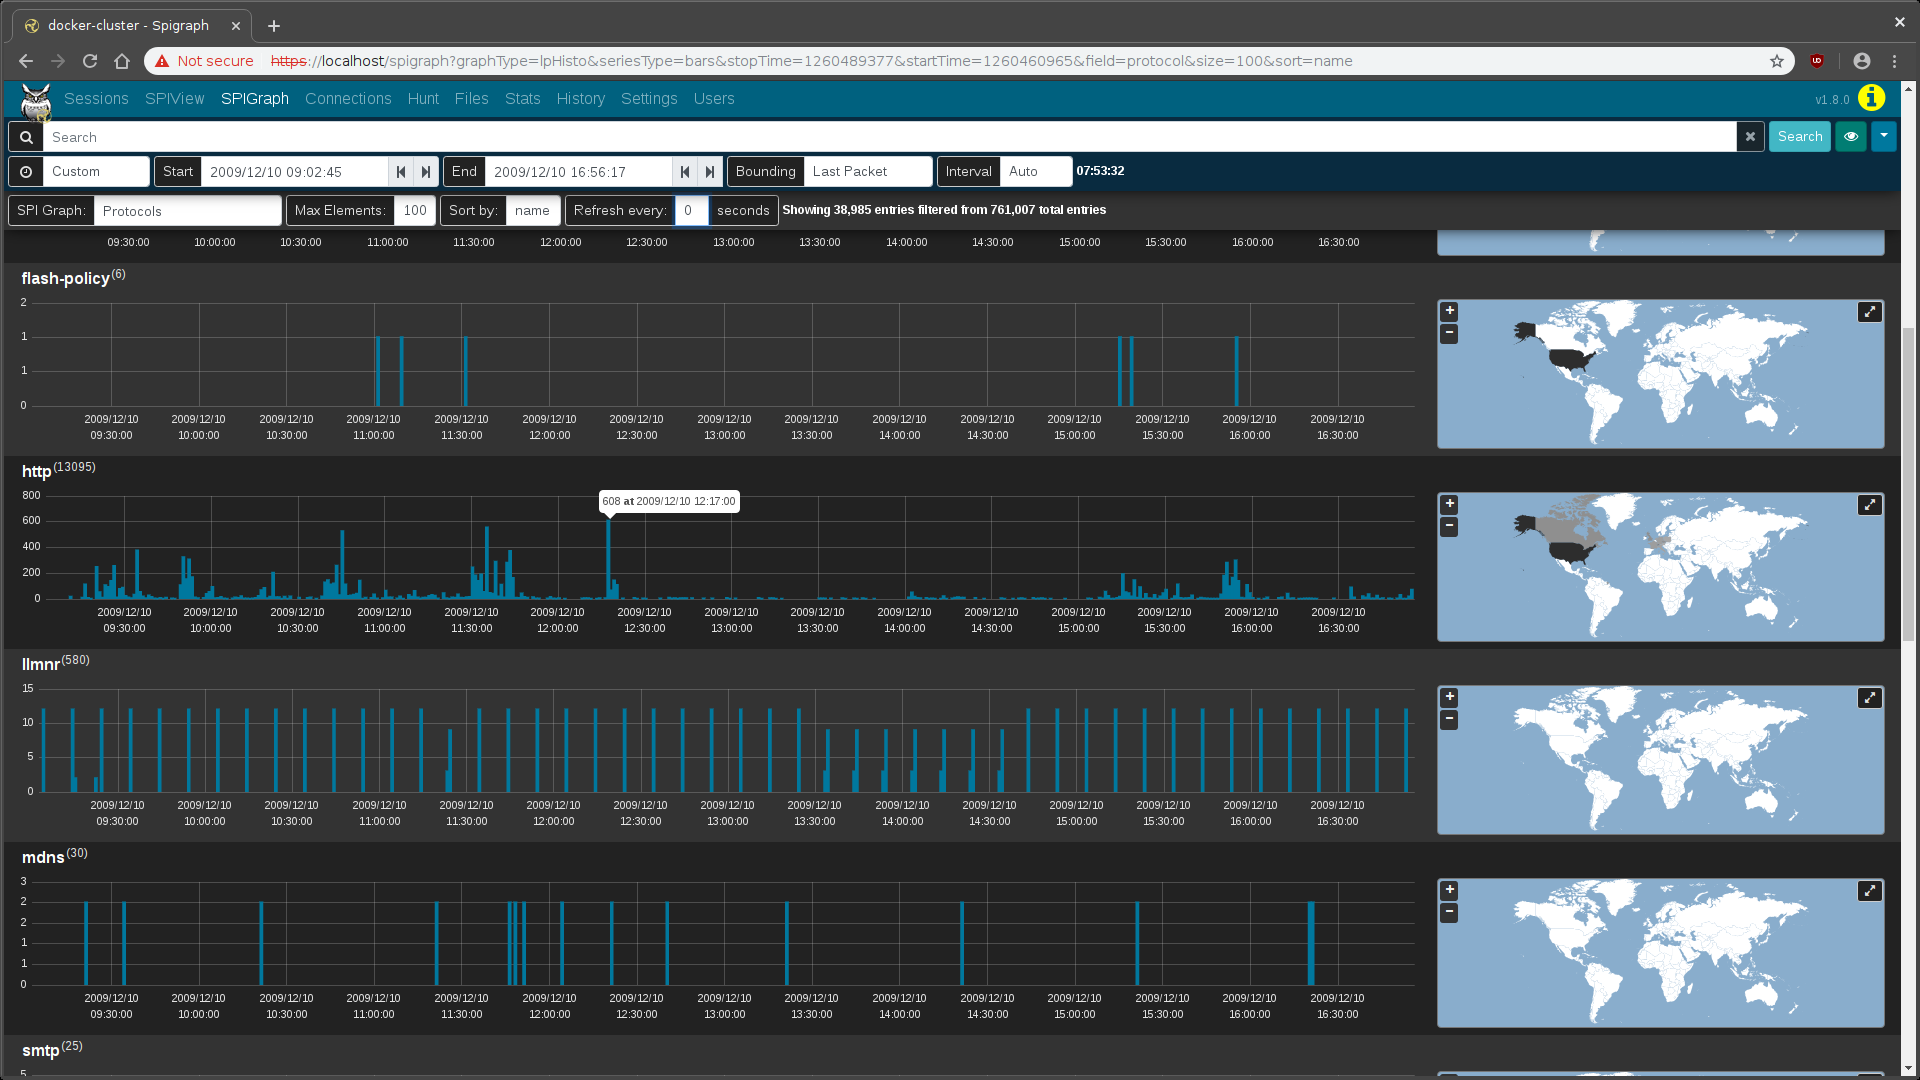 docker-cluster - Spigraph
Not secure https://localhost/spigraph?graphType=lpHisto&seriesType=bars&stopTime=1260489377&startTime=1260460965&field=protocol&size=100&sort=name
Sessions SPIView SPIGraph Connections Hunt Files Stats History Settings Users v1.8.0
Search Search
Custom Start 2009/12/10 09:02:45 End 2009/12/10 16:56:17 Bounding Last Packet Interval Auto 07:53:32
SPI Graph: Protocols Max Elements: 100 Sort by: name Refresh every: 0 seconds Showing 38,985 entries filtered from 761,007 total entries
09:30:00 10:00:00 10:30:00 11:00:00 11:30:00 12:00:00 12:30:00 13:00:00 13:30:00 14:00:00 14:30:00 15:00:00 15:30:00 16:00:00 16:30:00
flash-policy(6)
2
1
1
0
2009/12/10 2009/12/10 2009/12/10 2009/12/10 2009/12/10 2009/12/10 2009/12/10 2009/12/10 2009/12/10 2009/12/10 2009/12/10 2009/12/10 2009/12/10 2009/12/10 2009/12/10
09:30:00 10:00:00 10:30:00 11:00:00 11:30:00 12:00:00 12:30:00 13:00:00 13:30:00 14:00:00 14:30:00 15:00:00 15:30:00 16:00:00 16:30:00
+
−
http(13095)
800
608 at 2009/12/10 12:17:00
600
400
200
0
2009/12/10 2009/12/10 2009/12/10 2009/12/10 2009/12/10 2009/12/10 2009/12/10 2009/12/10 2009/12/10 2009/12/10 2009/12/10 2009/12/10 2009/12/10 2009/12/10 2009/12/10
09:30:00 10:00:00 10:30:00 11:00:00 11:30:00 12:00:00 12:30:00 13:00:00 13:30:00 14:00:00 14:30:00 15:00:00 15:30:00 16:00:00 16:30:00
+
−
llmnr(580)
15
10
5
0
2009/12/10 2009/12/10 2009/12/10 2009/12/10 2009/12/10 2009/12/10 2009/12/10 2009/12/10 2009/12/10 2009/12/10 2009/12/10 2009/12/10 2009/12/10 2009/12/10 2009/12/10
09:30:00 10:00:00 10:30:00 11:00:00 11:30:00 12:00:00 12:30:00 13:00:00 13:30:00 14:00:00 14:30:00 15:00:00 15:30:00 16:00:00 16:30:00
+
−
mdns(30)
3
2
2
1
1
0
2009/12/10 2009/12/10 2009/12/10 2009/12/10 2009/12/10 2009/12/10 2009/12/10 2009/12/10 2009/12/10 2009/12/10 2009/12/10 2009/12/10 2009/12/10 2009/12/10 2009/12/10
09:30:00 10:00:00 10:30:00 11:00:00 11:30:00 12:00:00 12:30:00 13:00:00 13:30:00 14:00:00 14:30:00 15:00:00 15:30:00 16:00:00 16:30:00
+
−
smtp(25)
5